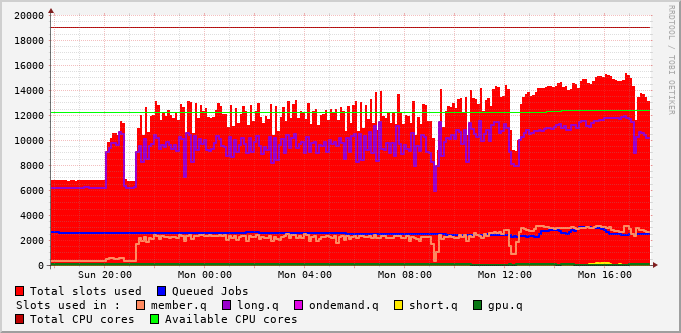 20000
18000
16000
14000
12000
10000
8000
6000
4000
2000
0
Sun 20:00 Mon 00:00 Mon 04:00 Mon 08:00 Mon 12:00 Mon 16:00
Total slots used Queued Jobs
Slots used in : member.q long.q ondemand.q short.q gpu.q
Total CPU cores Available CPU cores
RRDTOOL / TOBI OETIKER